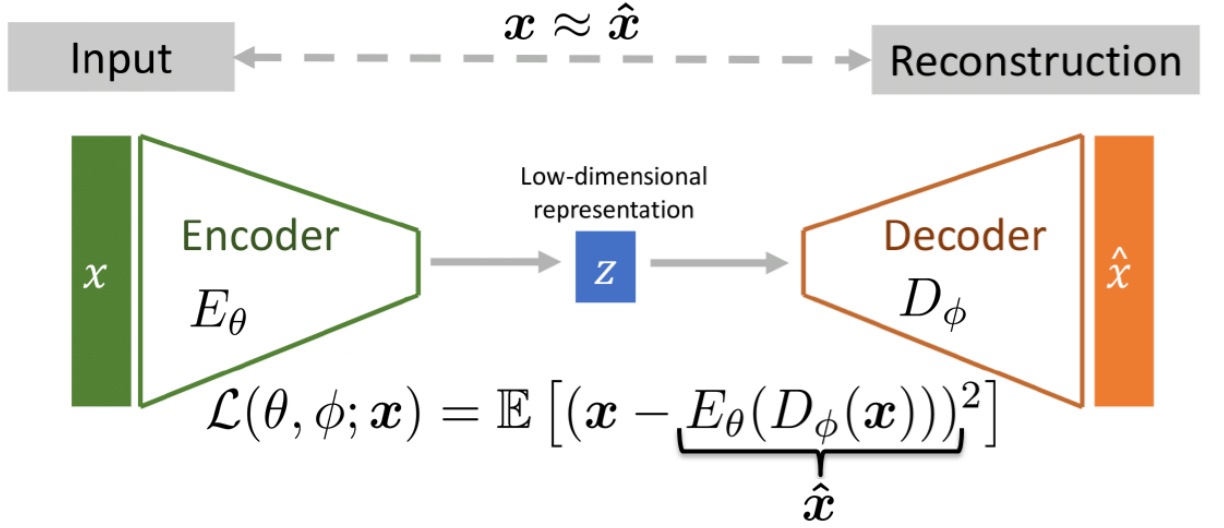 x ≈ x̂
Input
Reconstruction
Low-dimensional
representation
Encoder
Decoder
x
z
x̂
E_θ
D_ϕ
ℒ(θ, ϕ; x) = 𝔼 [(x − E_θ(D_ϕ(x)))²]
x̂